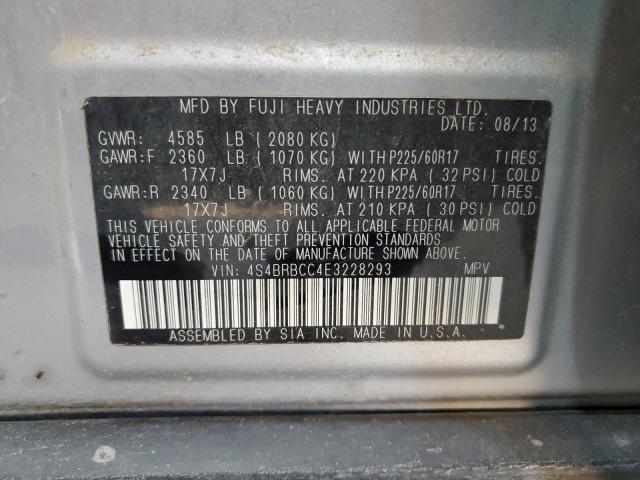 MFD BY FUJI HEAVY INDUSTRIES LTD.
DATE: 08/13
GVWR: 4585 LB ( 2080 KG)
GAWR:F 2360 LB ( 1070 KG) WITH P225/60R17 TIRES.
17X7J RIMS. AT 220 KPA ( 32 PSI) COLD
GAWR:R 2340 LB ( 1060 KG) WITH P225/60R17 TIRES.
17X7J RIMS. AT 210 KPA ( 30 PSI) COLD
THIS VEHICLE CONFORMS TO ALL APPLICABLE FEDERAL MOTOR
VEHICLE SAFETY AND THEFT PREVENTION STANDARDS
IN EFFECT ON THE DATE OF MANUFACTURE SHOWN ABOVE.
VIN: 4S4BRBCC4E3228293 MPV
ASSEMBLED BY SIA INC. MADE IN U.S.A.